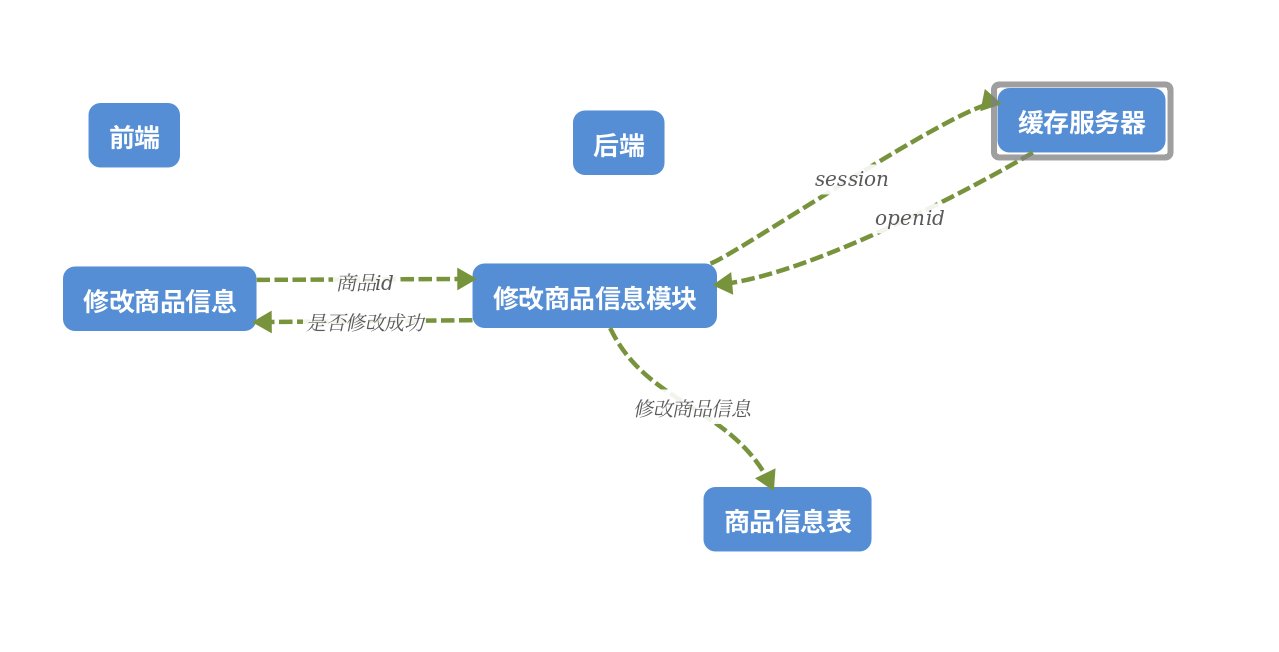 前端
后端
缓存服务器
session
openid
修改商品信息
商品id
修改商品信息模块
是否修改成功
修改商品信息
商品信息表